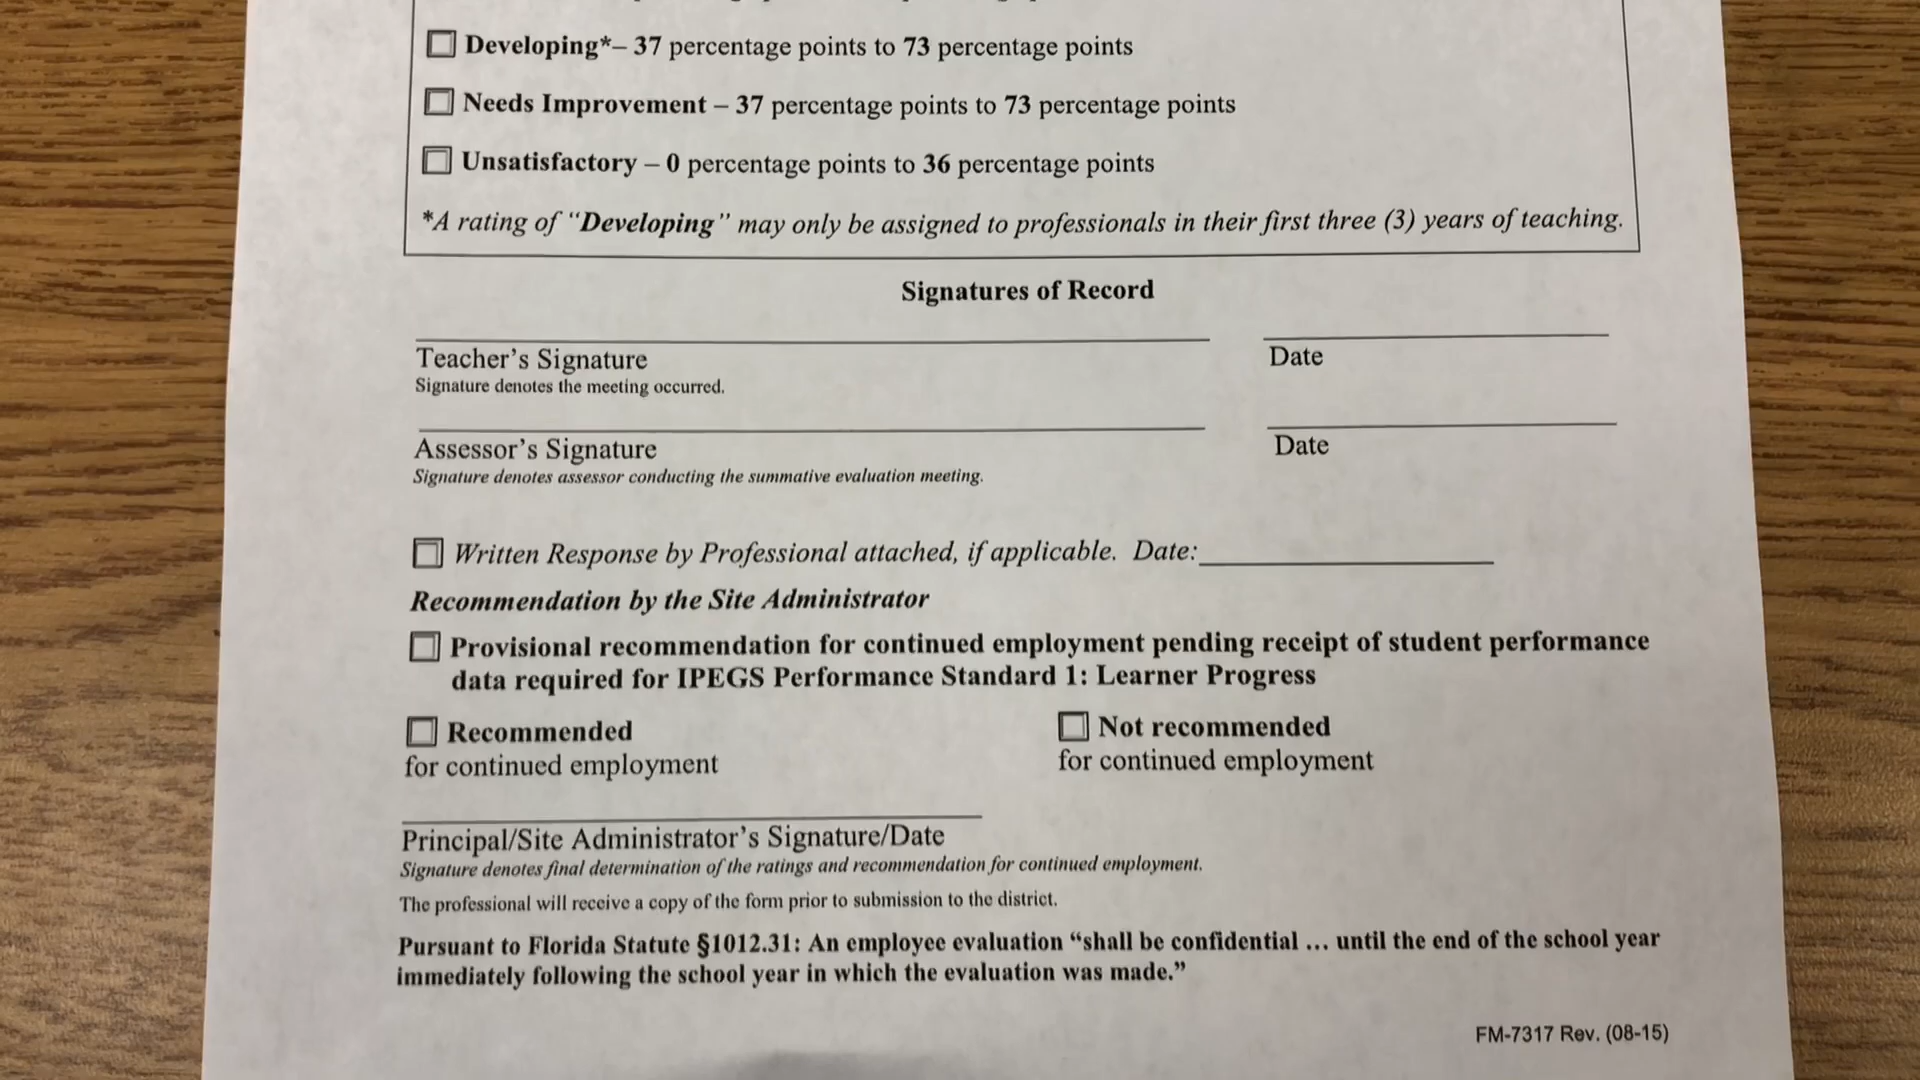 Developing*– 37 percentage points to 73 percentage points
Needs Improvement – 37 percentage points to 73 percentage points
Unsatisfactory – 0 percentage points to 36 percentage points
*A rating of “Developing” may only be assigned to professionals in their first three (3) years of teaching.
Signatures of Record
Teacher’s Signature Date
Signature denotes the meeting occurred.
Assessor’s Signature Date
Signature denotes assessor conducting the summative evaluation meeting.
Written Response by Professional attached, if applicable. Date:
Recommendation by the Site Administrator
Provisional recommendation for continued employment pending receipt of student performance
data required for IPEGS Performance Standard 1: Learner Progress
Recommended Not recommended
for continued employment for continued employment
Principal/Site Administrator’s Signature/Date
Signature denotes final determination of the ratings and recommendation for continued employment.
The professional will receive a copy of the form prior to submission to the district.
Pursuant to Florida Statute §1012.31: An employee evaluation “shall be confidential ... until the end of the school year
immediately following the school year in which the evaluation was made.”
FM-7317 Rev. (08-15)